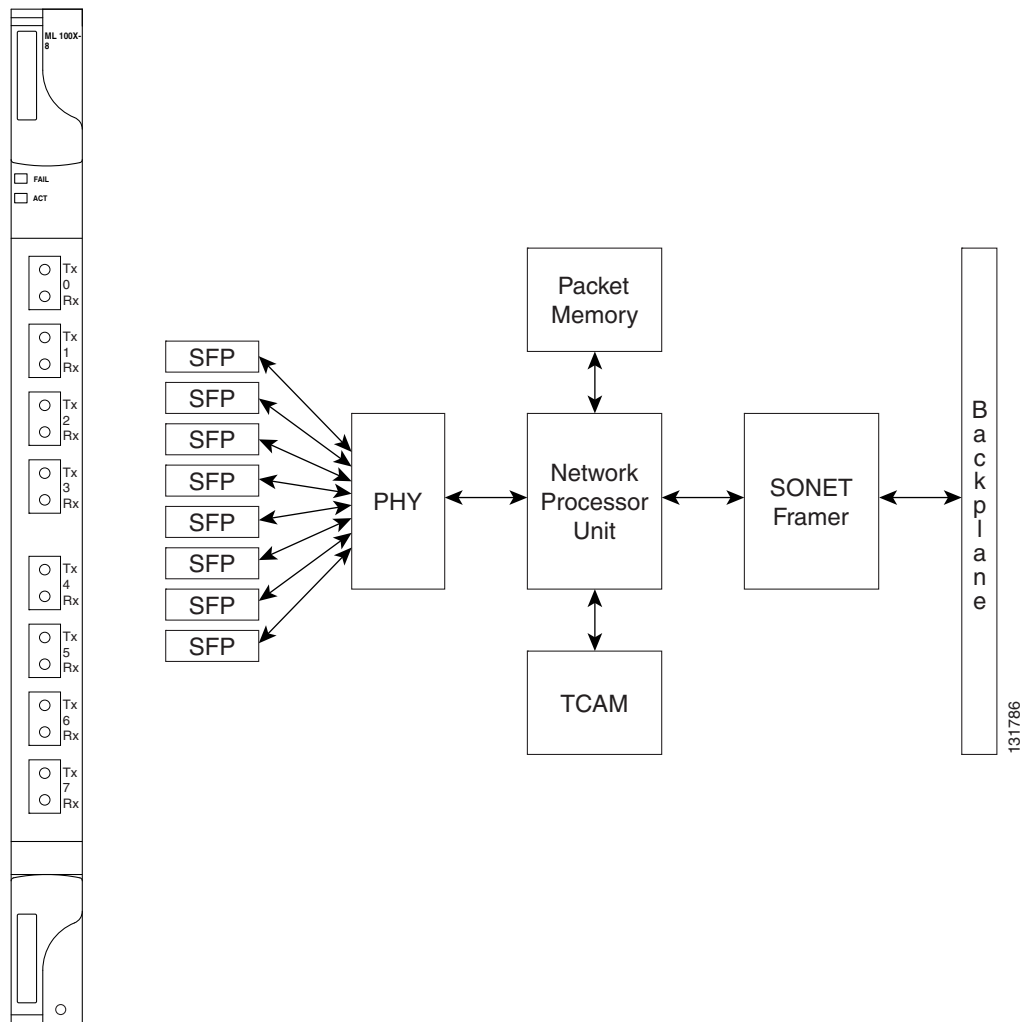 ML 100X-
8
FAIL
ACT
Tx
0
Rx
Tx
1
Rx
Tx
2
Rx
Tx
3
Rx
Tx
4
Rx
Tx
5
Rx
Tx
6
Rx
Tx
7
Rx
SFP
SFP
SFP
SFP
SFP
SFP
SFP
SFP
PHY
Packet
Memory
Network
Processor
Unit
TCAM
SONET
Framer
Backplane
131786